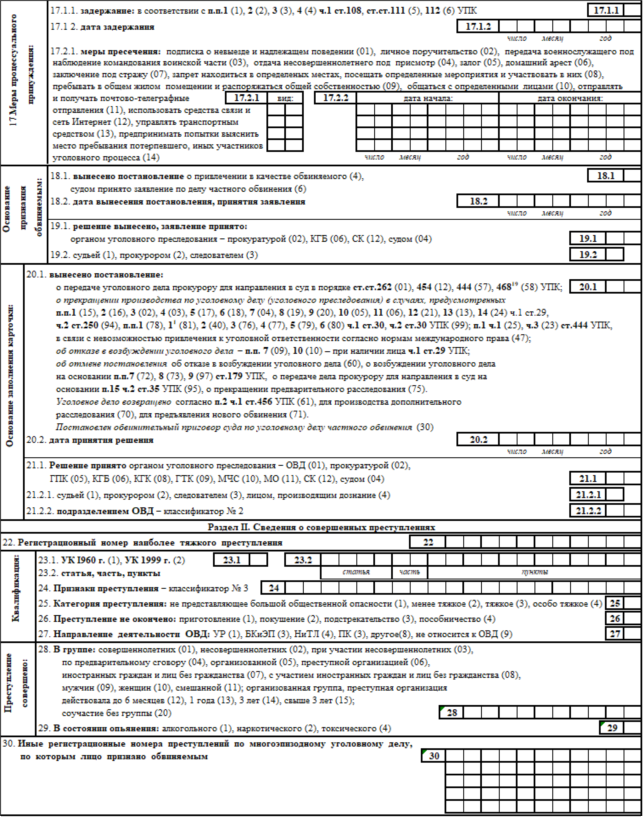 17.Меры процессуального принуждения:
17.1.1. задержание: в соответствии с п.п.1 (1), 2 (2), 3 (3), 4 (4) ч.1 ст.108, ст.ст.111 (5), 112 (6) УПК 17.1.1
17.1 2. дата задержания 17.1.2
число месяц год
17.2.1. меры пресечения: подписка о невыезде и надлежащем поведении (01), личное поручительство (02), передача военнослужащего под
наблюдение командования воинской части (03), отдача несовершеннолетнего под присмотр (04), залог (05), домашний арест (06),
заключение под стражу (07), запрет находиться в определеных местах, посещать определенные мероприятия и участвовать в них (08),
пребывать в общем жилом помещении и распоряжаться общей собственностью (09), общаться с определенными лицами (10), отправлять
и получать почтово-телеграфные 17.2.1 вид: 17.2.2 дата начала: дата окончания:
отправления (11), использовать средства связи и
сеть Интернет (12), управлять транспортным
средством (13), предпринимать попытки выяснить
место пребывания потерпевшего, иных участников
уголовного процесса (14) число месяц год число месяц год
Основание признания обвиняемым:
18.1. вынесено постановление о привлечении в качестве обвиняемого (4), 18.1
судом принято заявление по делу частного обвинения (6)
18.2. дата вынесения постановления, принятия заявления 18.2
число месяц год
19.1. решение вынесено, заявление принято:
органом уголовного преследования – прокуратурой (02), КГБ (06), СК (12), судом (04) 19.1
19.2. судьей (1), прокурором (2), следователем (3) 19.2
Основание заполнения карточки:
20.1. вынесено постановление:
о передаче уголовного дела прокурору для направления в суд в порядке ст.ст.262 (01), 454 (12), 444 (57), 468¹⁹ (58) УПК; 20.1
о прекращении производства по уголовному делу (уголовного преследования) в случаях, предусмотренных
п.п.1 (15), 2 (16), 3 (02), 4 (03), 5 (17), 6 (18), 7 (04), 8 (19), 9 (20), 10 (05), 11 (06), 12 (21), 13 (13), 14 (24) ч.1 ст.29,
ч.2 ст.250 (94), п.п.1 (78), 1¹ (81), 2 (40), 3 (76), 4 (77), 5 (79), 6 (80) ч.1 ст.30, ч.2 ст.30 УПК (99); п.1 ч.1 (25), ч.3 (23) ст.444 УПК,
в связи с невозможностью привлечения к уголовной ответственности согласно нормам международного права (47);
об отказе в возбуждении уголовного дела – п.п. 7 (09), 10 (10) – при наличии лица ч.1 ст.29 УПК;
об отмене постановления об отказе в возбуждении уголовного дела (60), о возбуждении уголовного дела
на основании п.п.7 (72), 8 (73), 9 (97) ст.179 УПК, о передаче дела прокурору для направления в суд на
основании п.15 ч.2 ст.35 УПК (95), о прекращении предварительного расследования (75).
Уголовное дело возвращено согласно п.2 ч.1 ст.456 УПК (61), для производства дополнительного
расследования (70), для предъявления нового обвинения (71).
Постановлен обвинительный приговор суда по уголовному делу частного обвинения (30)
20.2. дата принятия решения 20.2
число месяц год
21.1. Решение принято органом уголовного преследования – ОВД (01), прокуратурой (02),
ГПК (05), КГБ (06), КГК (08), ГТК (09), МЧС (10), МО (11), СК (12), судом (04) 21.1
21.2.1. судьей (1), прокурором (2), следователем (3), лицом, производящим дознание (4) 21.2.1
21.2.2. подразделением ОВД – классификатор № 2 21.2.2
Раздел II. Сведения о совершенных преступлениях
22. Регистрационный номер наиболее тяжкого преступления 22
Квалификация:
23.1. УК 1960 г. (1), УК 1999 г. (2) 23.1 23.2
23.2. статья, часть, пункты статья часть пункты
24. Признаки преступления – классификатор № 3 24
25. Категория преступления: не представляющее большой общественной опасности (1), менее тяжкое (2), тяжкое (3), особо тяжкое (4) 25
26. Преступление не окончено: приготовление (1), покушение (2), подстрекательство (3), пособничество (4) 26
27. Направление деятельности ОВД: УР (1), БКиЭП (3), НиТЛ (4), ПК (3), другое(8), не относится к ОВД (9) 27
Преступление совершено:
28. В группе: совершеннолетних (01), несовершеннолетних (02), при участии несовершеннолетних (03),
по предварительному сговору (04), организованной (05), преступной организацией (06),
иностранных граждан и лиц без гражданства (07), с участием иностранных граждан и лиц без гражданства (08),
мужчин (09), женщин (10), смешанной (11); организованная группа, преступная организация
действовала до 6 месяцев (12), 1 года (13), 3 лет (14), свыше 3 лет (15);
соучастие без группы (20) 28
29. В состоянии опьянения: алкогольного (1), наркотического (2), токсического (4) 29
30. Иные регистрационные номера преступлений по многоэпизодному уголовному делу,
по которым лицо признано обвиняемым 30